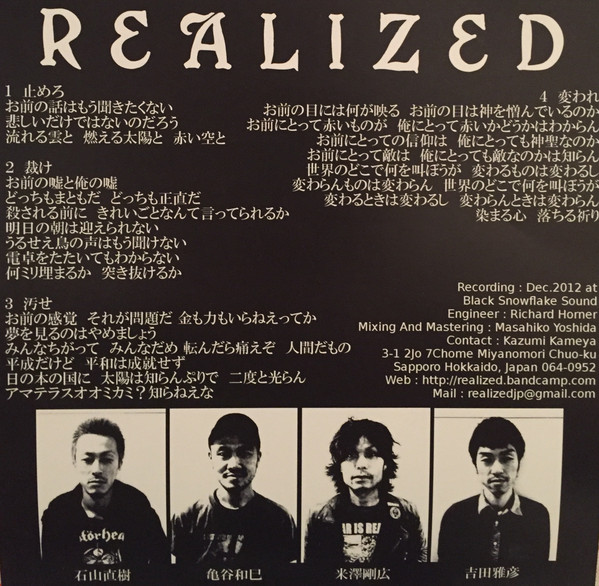 REALIZED
1 止めろ
お前の話はもう聞きたくない
悲しいだけではないのだろう
流れる雲と 燃える太陽と 赤い空と
2 裁け
お前の嘘と俺の嘘
どっちもまともだ どっちも正直だ
殺される前に きれいごとなんて言ってられるか
明日の朝は迎えられない
うるせえ鳥の声はもう聞けない
電卓をたたいてもわからない
何ミリ埋まるか 突き抜けるか
3 汚せ
お前の感覚 それが問題だ 金も力もいらねえってか
夢を見るのはやめましょう
みんなちがって みんなだめ 転んだら痛えぞ 人間だもの
平成だけど 平和は成就せず
日の本の国に 太陽は知らんぷりで 二度と光らん
アマテラスオオミカミ?知らねえな
4 変われ
お前の目には何が映る お前の目は神を憎んでいるのか
お前にとって赤いものが 俺にとって赤いかどうかはわからん
お前にとっての信仰は 俺にとっても神聖なのか
お前にとって敵は 俺にとっても敵なのかは知らん
世界のどこで何を叫ぼうが 変わるものは変わるし
変わらんものは変わらん 世界のどこで何を叫ぼうが
変わるときは変わるし 変わらんときは変わらん
染まる心 落ちる祈り
Recording : Dec.2012 at
Black Snowflake Sound
Engineer : Richard Horner
Mixing And Mastering : Masahiko Yoshida
Contact : Kazumi Kameya
3-1 2Jo 7Chome Miyanomori Chuo-ku
Sapporo Hokkaido, Japan 064-0952
Web : http://realized.bandcamp.com
Mail : realizedjp@gmail.com
石山直樹 亀谷和巳 米澤剛広 吉田雅彦